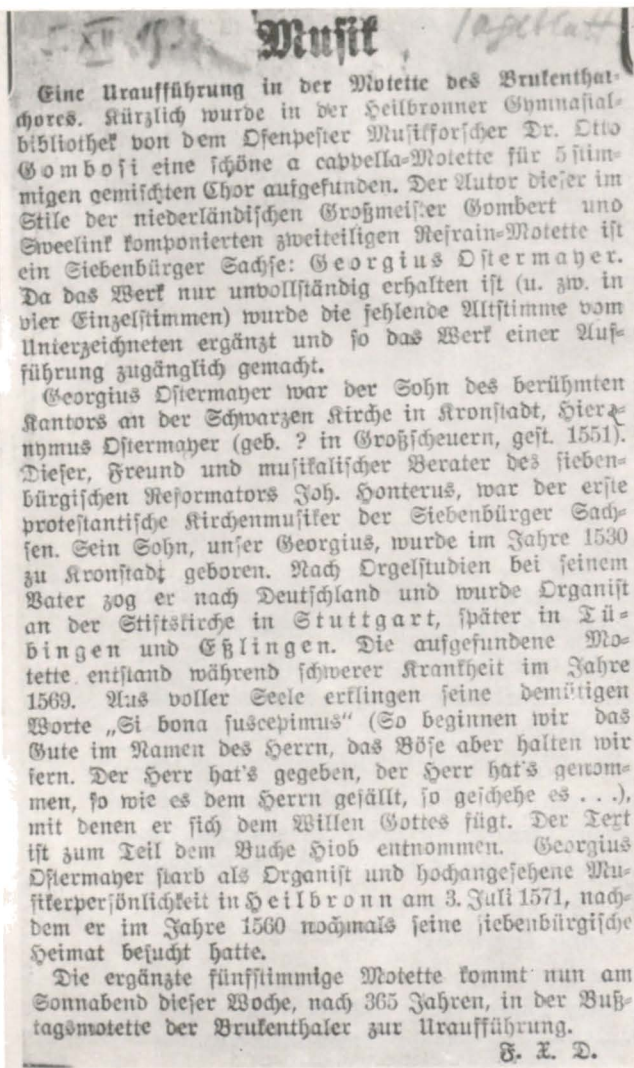 5. XII. 193 Tageblatt
Musik
Eine Uraufführung in der Motette des Brukenthal-
chores. Kürzlich wurde in der Heilbronner Gymnasial-
bibliothek von dem Ofenpester Musikforscher Dr. Otto
Gombosi eine schöne a cappella-Motette für 5 stim-
migen gemischten Chor aufgefunden. Der Autor dieser im
Stile der niederländischen Großmeister Gombert und
Sweelink komponierten zweiteiligen Refrain-Motette ist
ein Siebenbürger Sachse: Georgius Ostermayer.
Da das Werk nur unvollständig erhalten ist (u. zw. in
vier Einzelstimmen) wurde die fehlende Altstimme vom
Unterzeichneten ergänzt und so das Werk einer Auf-
führung zugänglich gemacht.
Georgius Ostermayer war der Sohn des berühmten
Kantors an der Schwarzen Kirche in Kronstadt, Hiero-
nymus Ostermayer (geb. ? in Großscheuern, gest. 1551).
Dieser, Freund und musikalischer Berater des sieben-
bürgischen Reformators Joh. Honterus, war der erste
protestantische Kirchenmusiker der Siebenbürger Sach-
sen. Sein Sohn, unser Georgius, wurde im Jahre 1530
zu Kronstadt geboren. Nach Orgelstudien bei seinem
Vater zog er nach Deutschland und wurde Organist
an der Stiftskirche in Stuttgart, später in Tü-
bingen und Eßlingen. Die aufgefundene Mo-
tette entstand während schwerer Krankheit im Jahre
1569. Aus voller Seele erklingen seine demütigen
Worte „Si bona suscepimus“ (So beginnen wir das
Gute im Namen des Herrn, das Böse aber halten wir
fern. Der Herr hat's gegeben, der Herr hat's genom-
men, so wie es dem Herrn gefällt, so geschehe es . . .),
mit denen er sich dem Willen Gottes fügt. Der Text
ist zum Teil dem Buche Hiob entnommen. Georgius
Ostermayer starb als Organist und hochangesehene Mu-
sikerpersönlichkeit in Heilbronn am 3. Juli 1571, nach-
dem er im Jahre 1560 nochmals seine siebenbürgische
Heimat besucht hatte.
Die ergänzte fünfstimmige Motette kommt nun am
Sonnabend dieser Woche, nach 365 Jahren, in der Buß-
tagsmotette der Brukenthaler zur Uraufführung.
F. X. D.